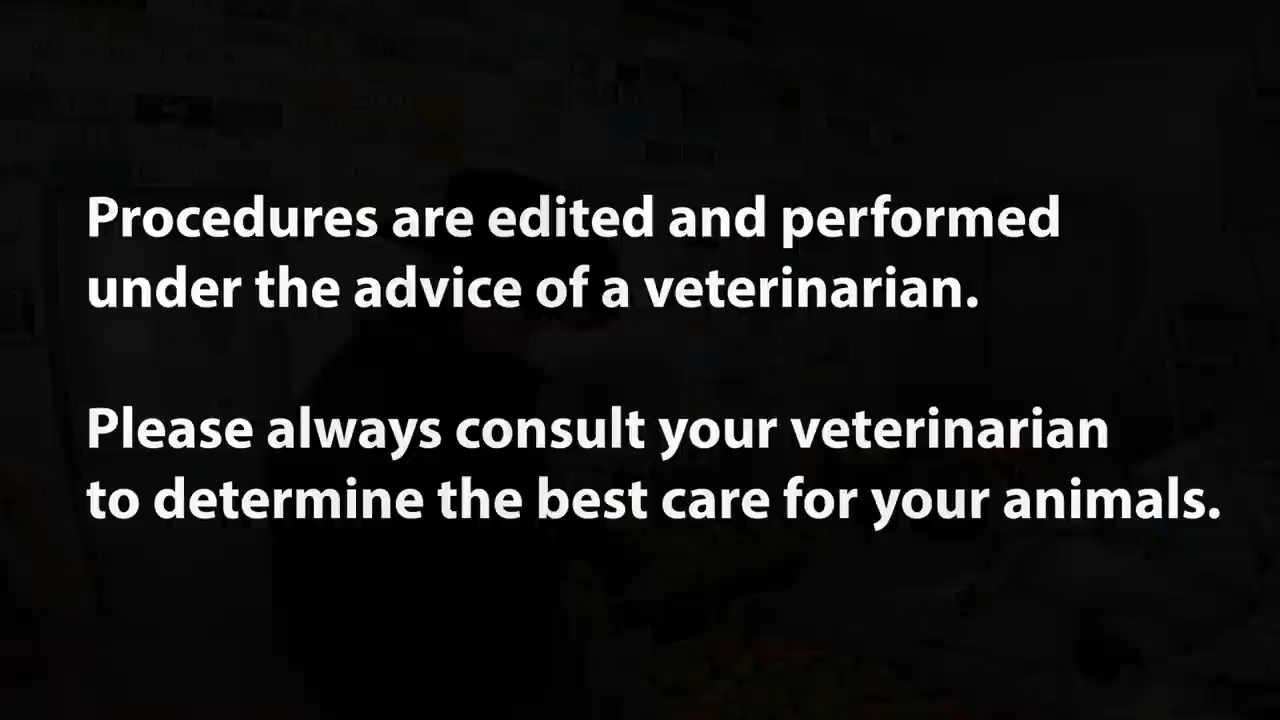 Procedures are edited and performed
under the advice of a veterinarian.
Please always consult your veterinarian
to determine the best care for your animals.